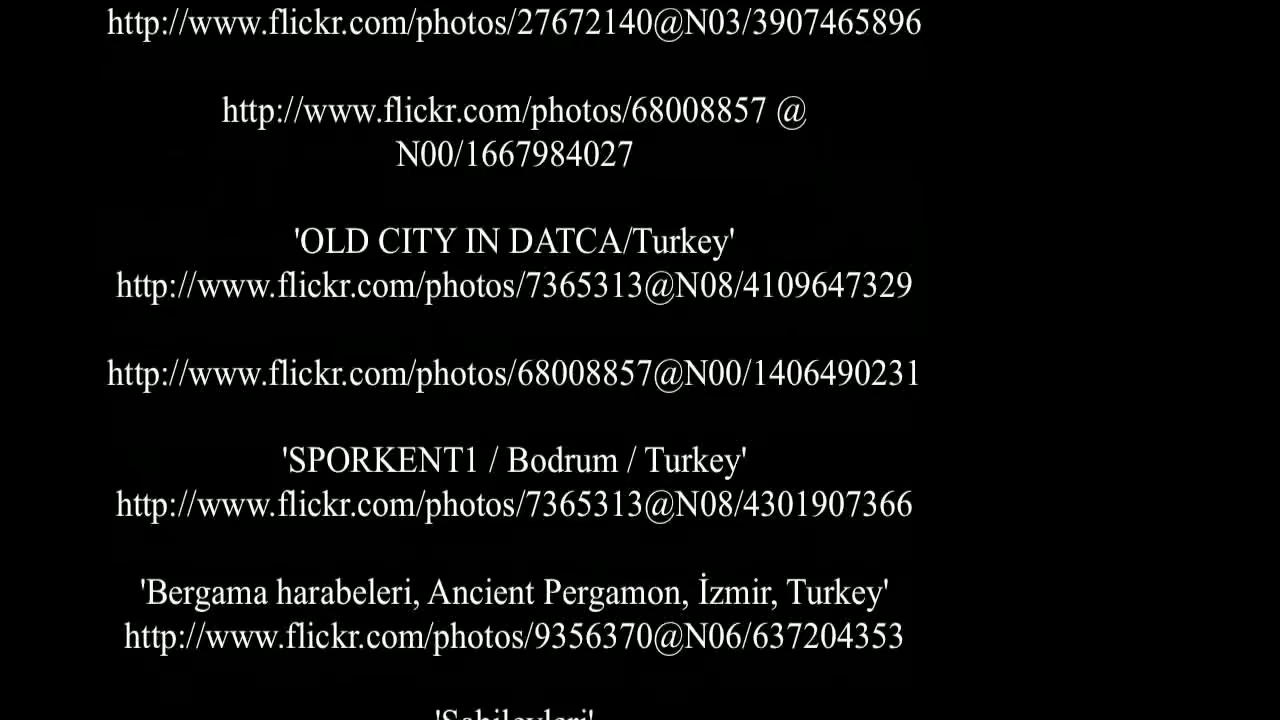 http://www.flickr.com/photos/27672140@N03/3907465896
http://www.flickr.com/photos/68008857 @
N00/1667984027
'OLD CITY IN DATCA/Turkey'
http://www.flickr.com/photos/7365313@N08/4109647329
http://www.flickr.com/photos/68008857@N00/1406490231
'SPORKENT1 / Bodrum / Turkey'
http://www.flickr.com/photos/7365313@N08/4301907366
'Bergama harabeleri, Ancient Pergamon, İzmir, Turkey'
http://www.flickr.com/photos/9356370@N06/637204353